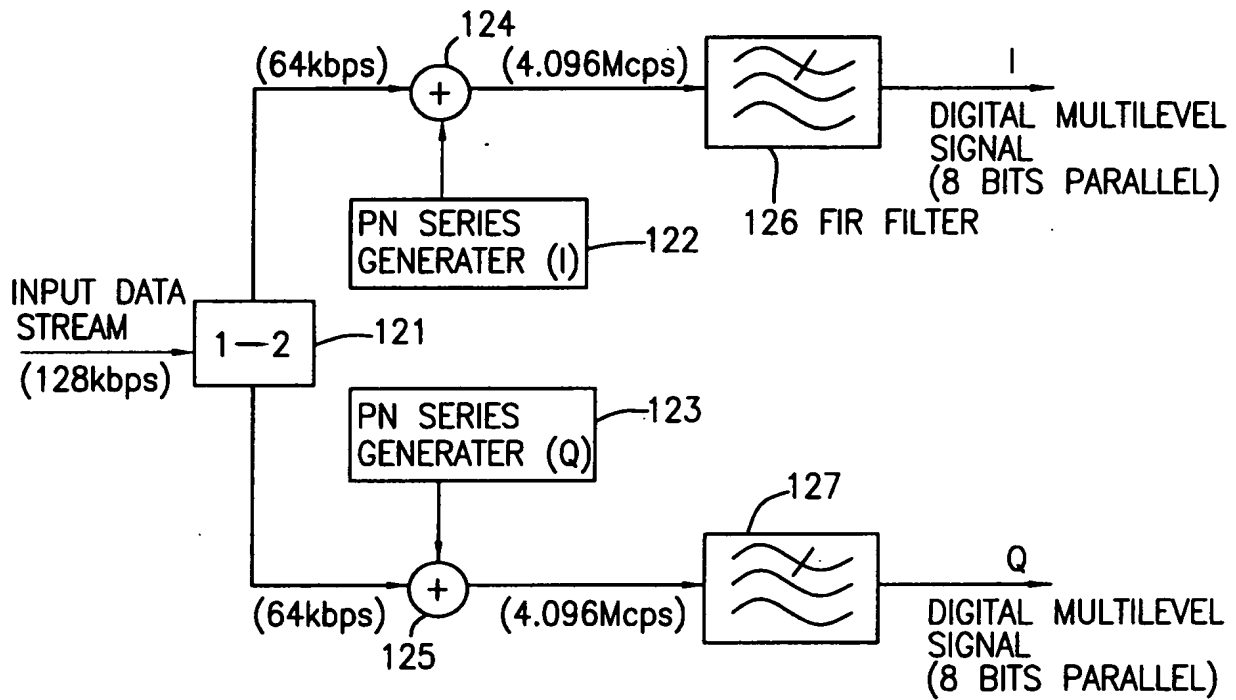 124
(64kbps)
(4.096Mcps)
I
DIGITAL MULTILEVEL
SIGNAL
(8 BITS PARALLEL)
+
PN SERIES
GENERATER (I)
122
126 FIR FILTER
INPUT DATA
STREAM
(128kbps)
1—2
121
PN SERIES
GENERATER (Q)
123
127
+
(64kbps)
125
(4.096Mcps)
Q
DIGITAL MULTILEVEL
SIGNAL
(8 BITS PARALLEL)